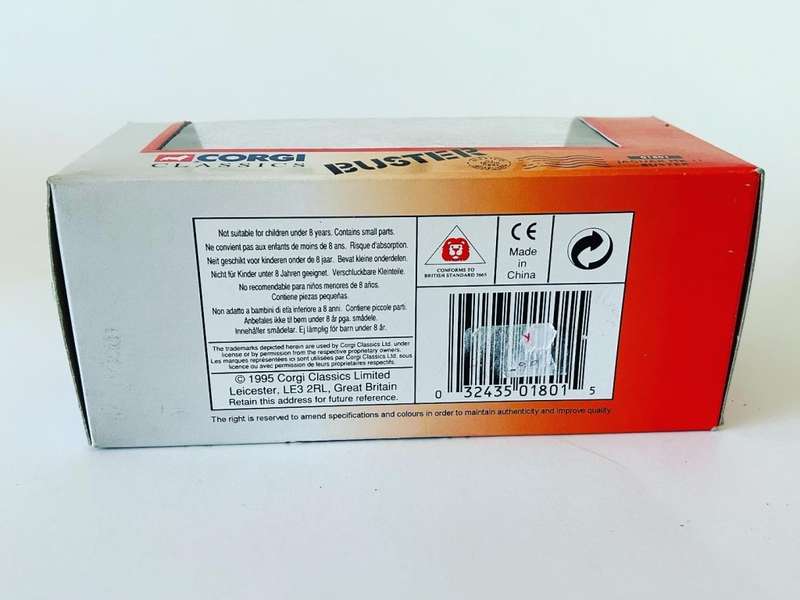 CORGI
CLASSICS
BUSTER
Not suitable for children under 8 years. Contains small parts.
Ne convient pas aux enfants de moins de 8 ans. Risque d'absorption.
Neit geschikt voor kinderen onder de 8 jaar. Bevat kleine onderdelen.
Nicht für Kinder unter 8 Jahren geeignet. Verschluckbare Kleinteile.
No recomendable para niños menores de 8 años.
Contiene piezas pequeñas.
Non adatto a bambini di età inferiore a 8 anni. Contiene piccole parti.
Anbefales ikke til børn under 8 år pga. smådele.
Innehåller smådelar. Ej lämplig för barn under 8 år.
The trademarks depicted herein are used by Corgi Classics Ltd. under
license or by permission from the respective proprietary owners.
Les marques représentées ici sont utilisées par Corgi Classics Ltd. sous
licence ou avec permission de leurs propriétaires respectifs.
© 1995 Corgi Classics Limited
Leicester, LE3 2RL, Great Britain
Retain this address for future reference.
CONFORMS TO
BRITISH STANDARD 5665
CE
Made
in
China
0 32435 01801 5
The right is reserved to amend specifications and colours in order to maintain authenticity and improve quality.